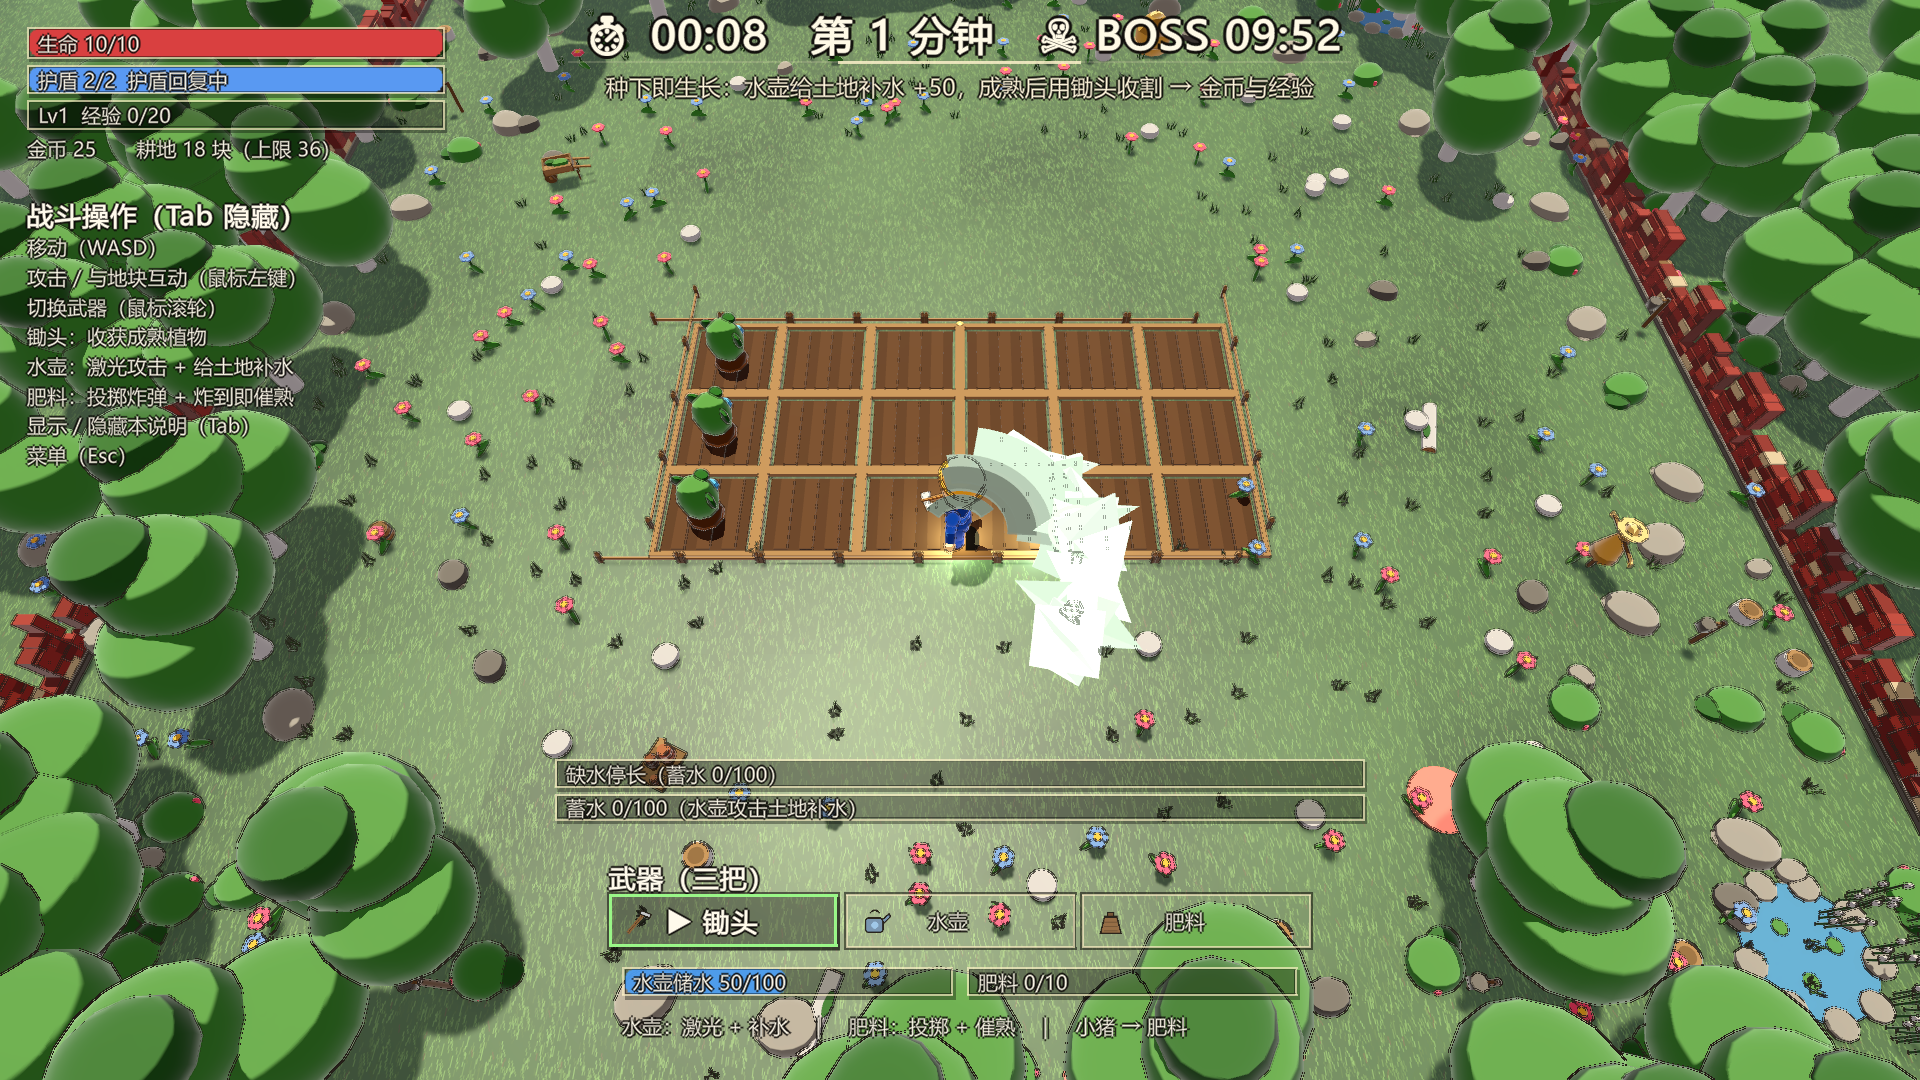 生命 10/10
护盾 2/2 护盾回复中
Lv1 经验 0/20
金币 25 耕地 18 块（上限 36）
00:08 第 1 分钟 BOSS 09:52
种下即生长：水壶给土地补水 +50，成熟后用锄头收割 → 金币与经验
战斗操作（Tab 隐藏）
移动（WASD）
攻击 / 与地块互动（鼠标左键）
切换武器（鼠标滚轮）
锄头：收获成熟植物
水壶：激光攻击 + 给土地补水
肥料：投掷炸弹 + 炸到即催熟
显示 / 隐藏本说明（Tab）
菜单（Esc）
缺水停长（蓄水 0/100）
蓄水 0/100（水壶攻击土地补水）
武器（三把）
▶ 锄头 水壶 肥料
水壶储水 50/100 肥料 0/10
水壶：激光 + 补水 | 肥料：投掷 + 催熟 | 小猪 → 肥料